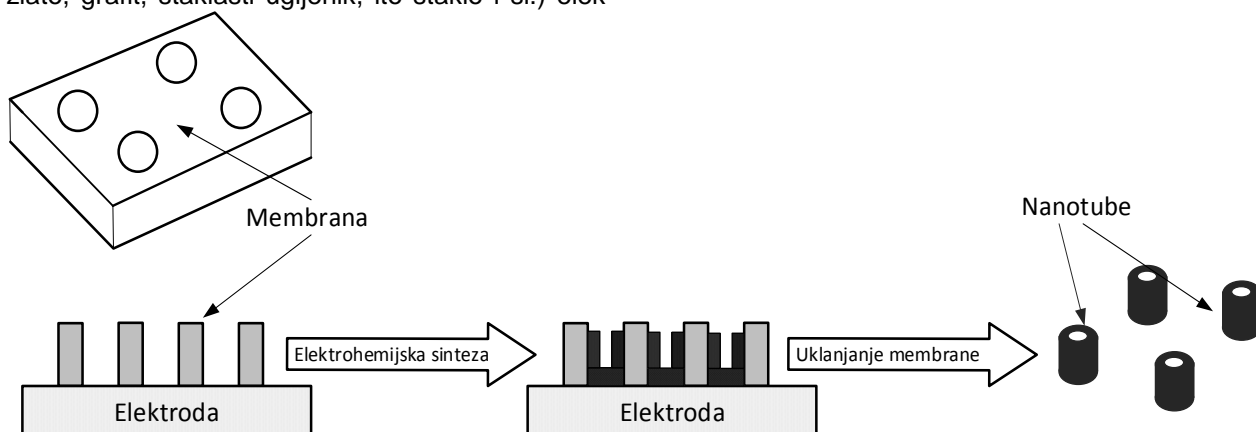 zlato, grafit, staklasti ugljenik, ito staklo i sl.) elek
Membrana
Nanotube
Elektrohemijska sinteza
Uklanjanje membrane
Elektroda
Elektroda